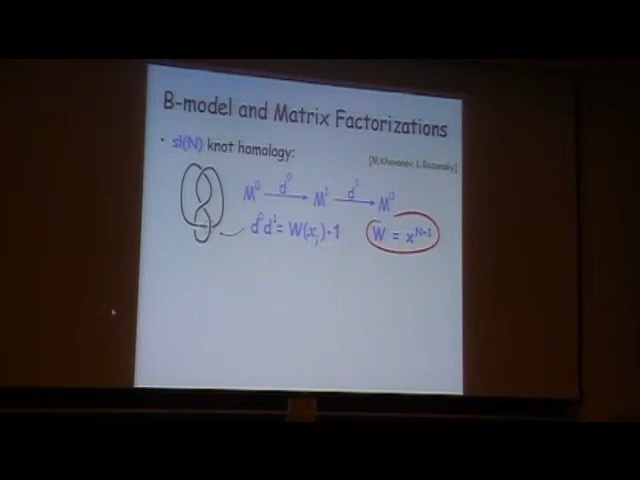 B-model and Matrix Factorizations
• sl(N) knot homology:
[M.Khovanov, L.Rozansky]
M⁰ —d⁰→ M¹ —d¹→ M⁰
d⁰d¹ = W(xᵢ)·1
W = x^{N+1}